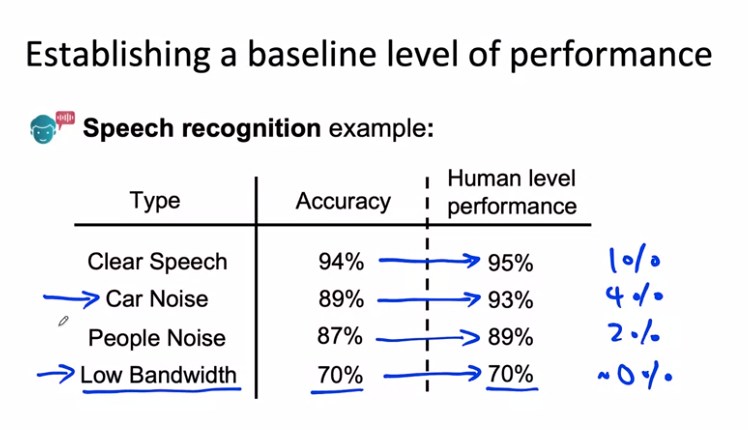 Establishing a baseline level of performance
Speech recognition example:
Type Accuracy Human level performance
Clear Speech 94% 95% 1%
Car Noise 89% 93% 4%
People Noise 87% 89% 2%
Low Bandwidth 70% 70% ~0%